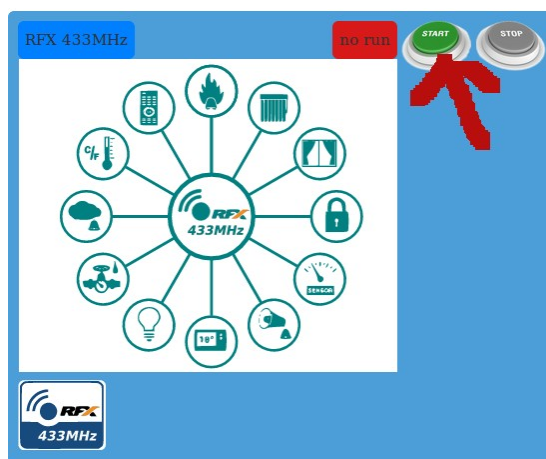 RFX 433MHz
no run
START
STOP
C/F
RFX
433MHz
SENSOR
18°
RFX
433MHz